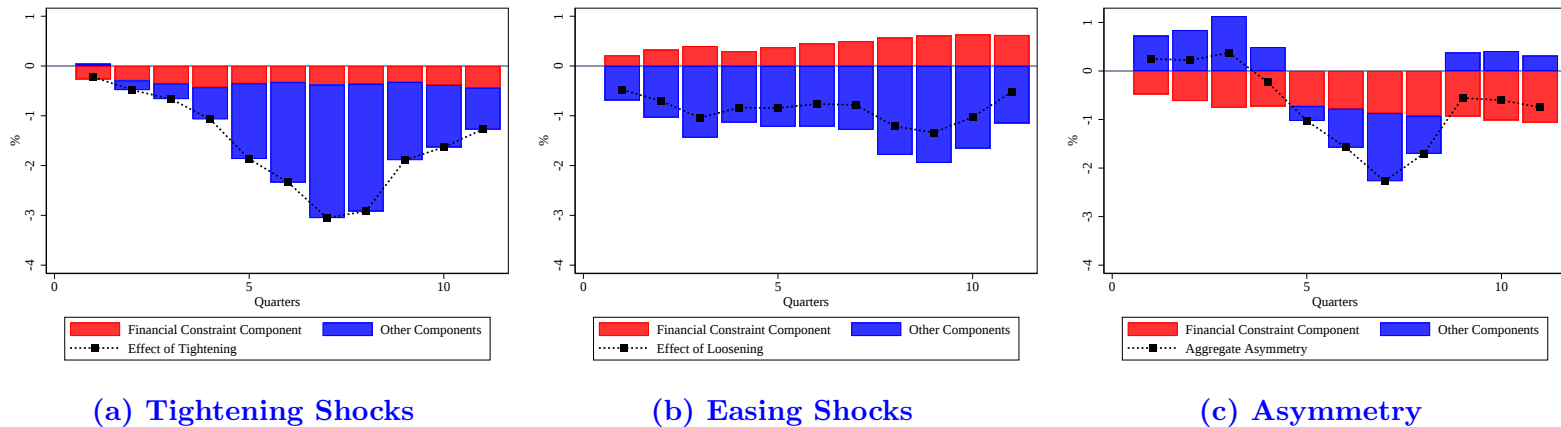 1
0
-1
-2
-3
-4
%
0
5
10
Quarters
Financial Constraint Component
Other Components
Effect of Tightening
(a) Tightening Shocks
1
0
-1
-2
-3
-4
%
0
5
10
Quarters
Financial Constraint Component
Other Components
Effect of Loosening
(b) Easing Shocks
1
0
-1
-2
-3
-4
%
0
5
10
Quarters
Financial Constraint Component
Other Components
Aggregate Asymmetry
(c) Asymmetry